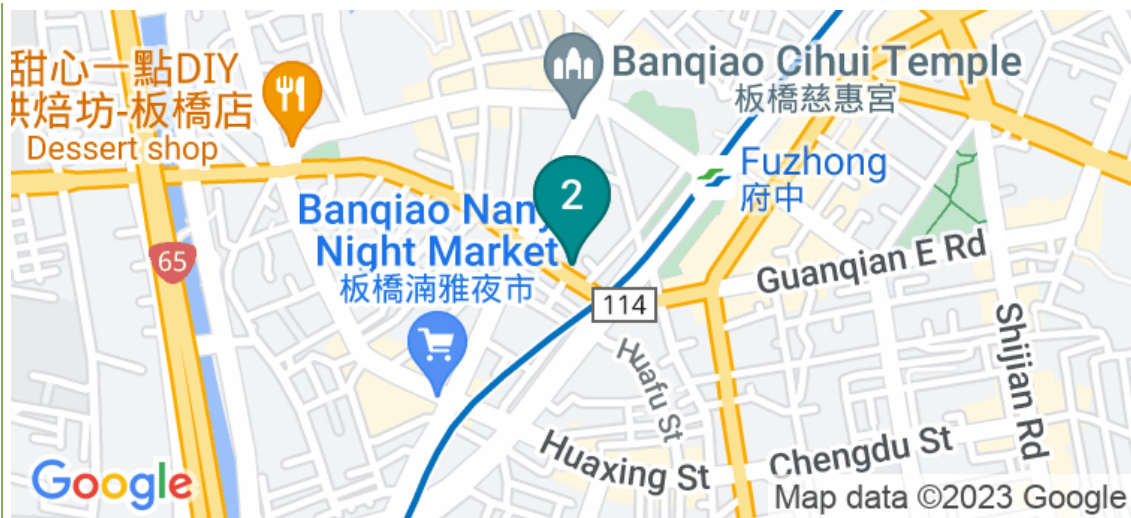 甜心一點DIY
烘焙坊-板橋店
Dessert shop
Banqiao Cihui Temple
板橋慈惠宮
Fuzhong
府中
2
Banqiao Nany
Night Market
板橋湳雅夜市
65
114
Guanqian E Rd
Shijian Rd
Huafu St
Huaxing St
Chengdu St
Google
Map data ©2023 Google